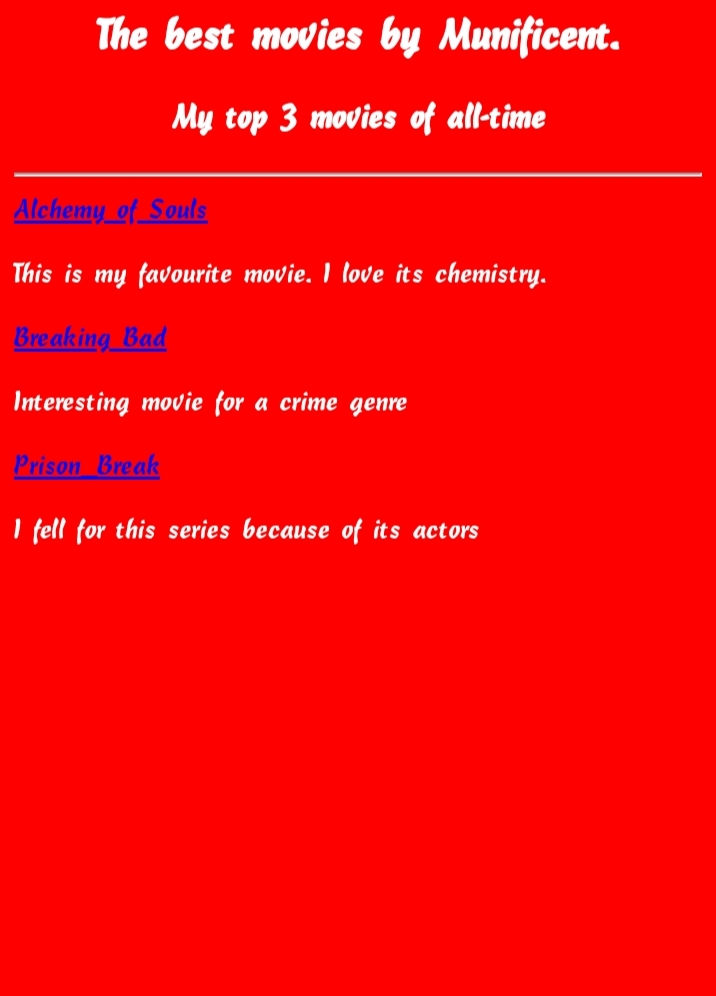 The best movies by Munificent.
My top 3 movies of all-time
Alchemy of Souls
This is my favourite movie. I love its chemistry.
Breaking Bad
Interesting movie for a crime genre
Prison Break
I fell for this series because of its actors